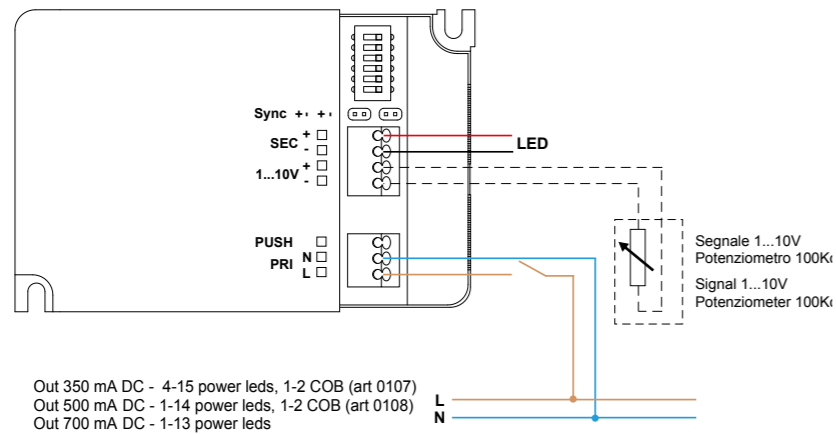 Sync +- +-
SEC + -
1...10V + -
LED
PUSH
PRI N L
Segnale 1...10V
Potenziometro
Signal 1...10V
Potenziometer
Out 350 mA DC - 4-15 power leds, 1-2 COB (art 0107)
Out 500 mA DC - 1-14 power leds, 1-2 COB (art 0108)
Out 700 mA DC - 1-13 power leds
L
N